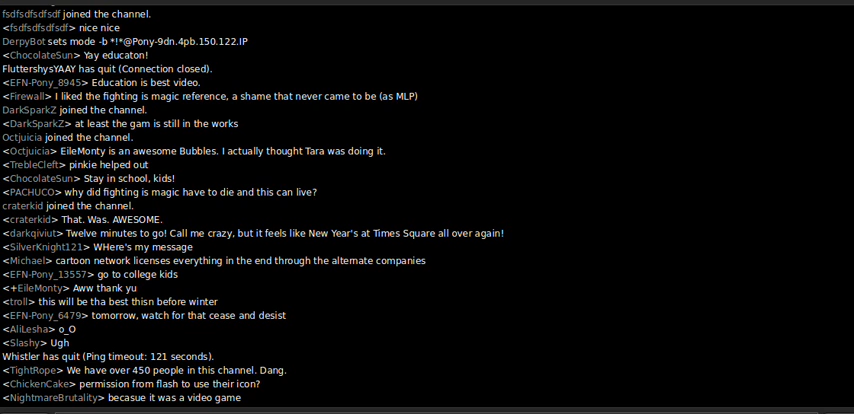 fsdfsdfsdfsdf joined the channel.
<fsdfsdfsdfsdf> nice nice
DerpyBot sets mode -b *!*@Pony-9dn.4pb.150.122.IP
<ChocolateSun> Yay educaton!
FluttershysYAAY has quit (Connection closed).
<EFN-Pony_8945> Education is best video.
<Firewall> I liked the fighting is magic reference, a shame that never came to be (as MLP)
DarkSparkZ joined the channel.
<DarkSparkZ> at least the gam is still in the works
Octjuicia joined the channel.
<Octjuicia> EileMonty is an awesome Bubbles. I actually thought Tara was doing it.
<TrebleCleft> pinkie helped out
<ChocolateSun> Stay in school, kids!
<PACHUCO> why did fighting is magic have to die and this can live?
craterkid joined the channel.
<craterkid> That. Was. AWESOME.
<darkqiviut> Twelve minutes to go! Call me crazy, but it feels like New Year's at Times Square all over again!
<SilverKnight121> WHere's my message
<Michael> cartoon network licenses everything in the end through the alternate companies
<EFN-Pony_13557> go to college kids
<+EileMonty> Aww thank yu
<troll> this will be tha best thisn before winter
<EFN-Pony_6479> tomorrow, watch for that cease and desist
<AliLesha> o_O
<Slashy> Ugh
Whistler has quit (Ping timeout: 121 seconds).
<TightRope> We have over 450 people in this channel. Dang.
<ChickenCake> permission from flash to use their icon?
<NightmareBrutality> becasue it was a video game